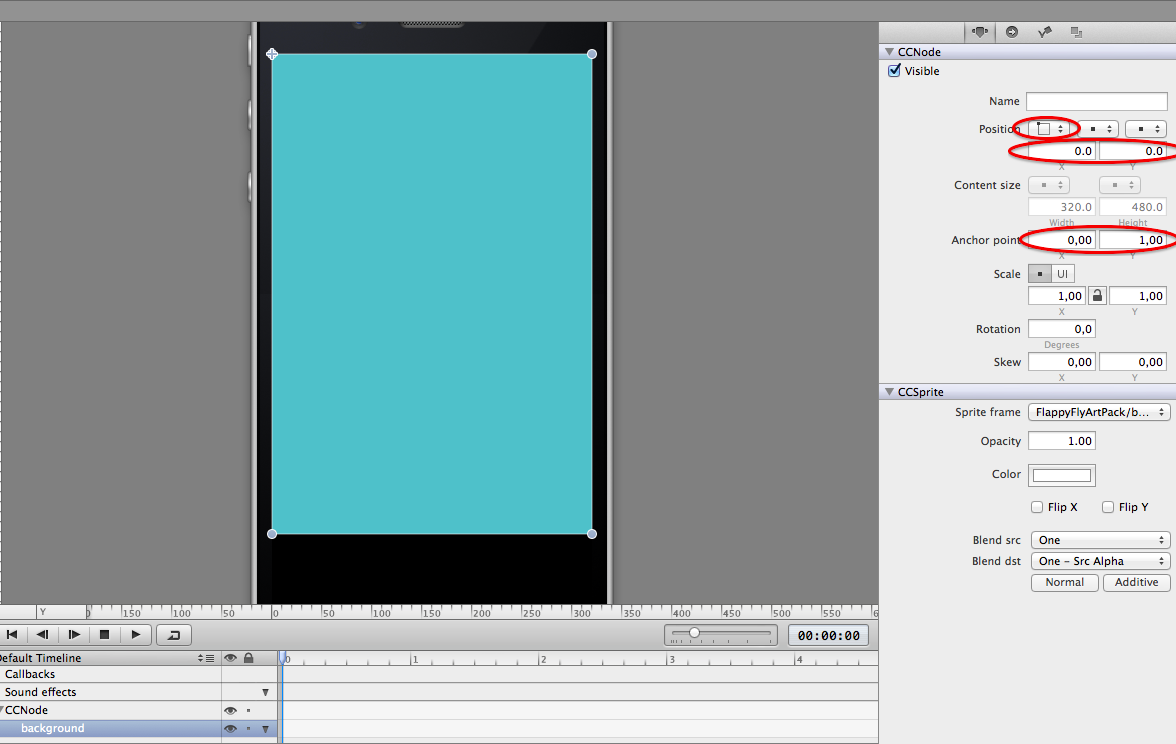 CCNode
Visible
Name
Position
0.0 0.0
X Y
Content size
320.0 480.0
Width Height
Anchor point 0,00 1,00
X Y
Scale UI
1,00 1,00
X Y
Rotation 0,0
Degrees
Skew 0,00 0,00
X Y
CCSprite
Sprite frame FlappyFlyArtPack/b...
Opacity 1.00
Color
Flip X Flip Y
Blend src One
Blend dst One - Src Alpha
Normal Additive
Y 0 150 100 50 0 50 100 150 200 250 300 350 400 450 500 550 6
00:00:00
efault Timeline 0 1 2 3 4
Callbacks
Sound effects
CCNode
background